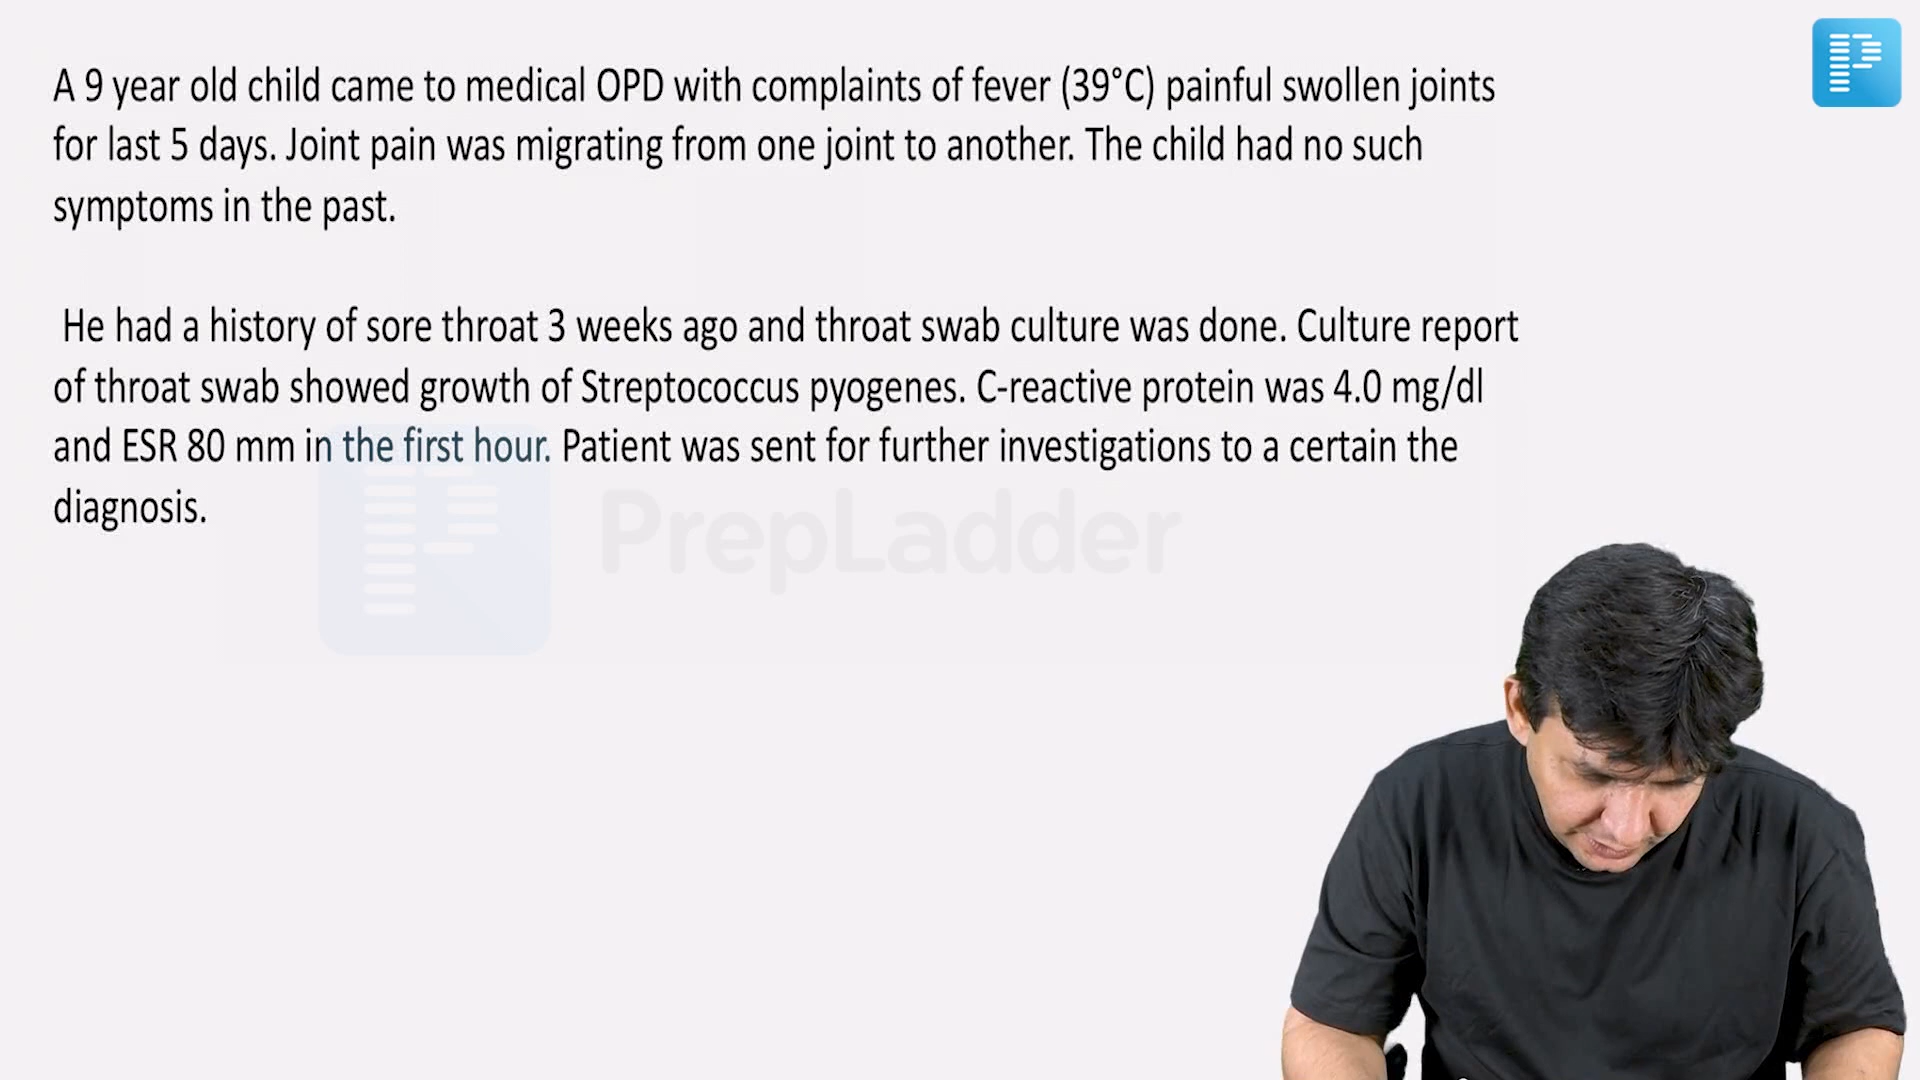 A 9 year old child came to medical OPD with complaints of fever (39°C) painful swollen joints
for last 5 days. Joint pain was migrating from one joint to another. The child had no such
symptoms in the past.
He had a history of sore throat 3 weeks ago and throat swab culture was done. Culture report
of throat swab showed growth of Streptococcus pyogenes. C-reactive protein was 4.0 mg/dl
and ESR 80 mm in the first hour. Patient was sent for further investigations to a certain the
diagnosis.
PrepLadder